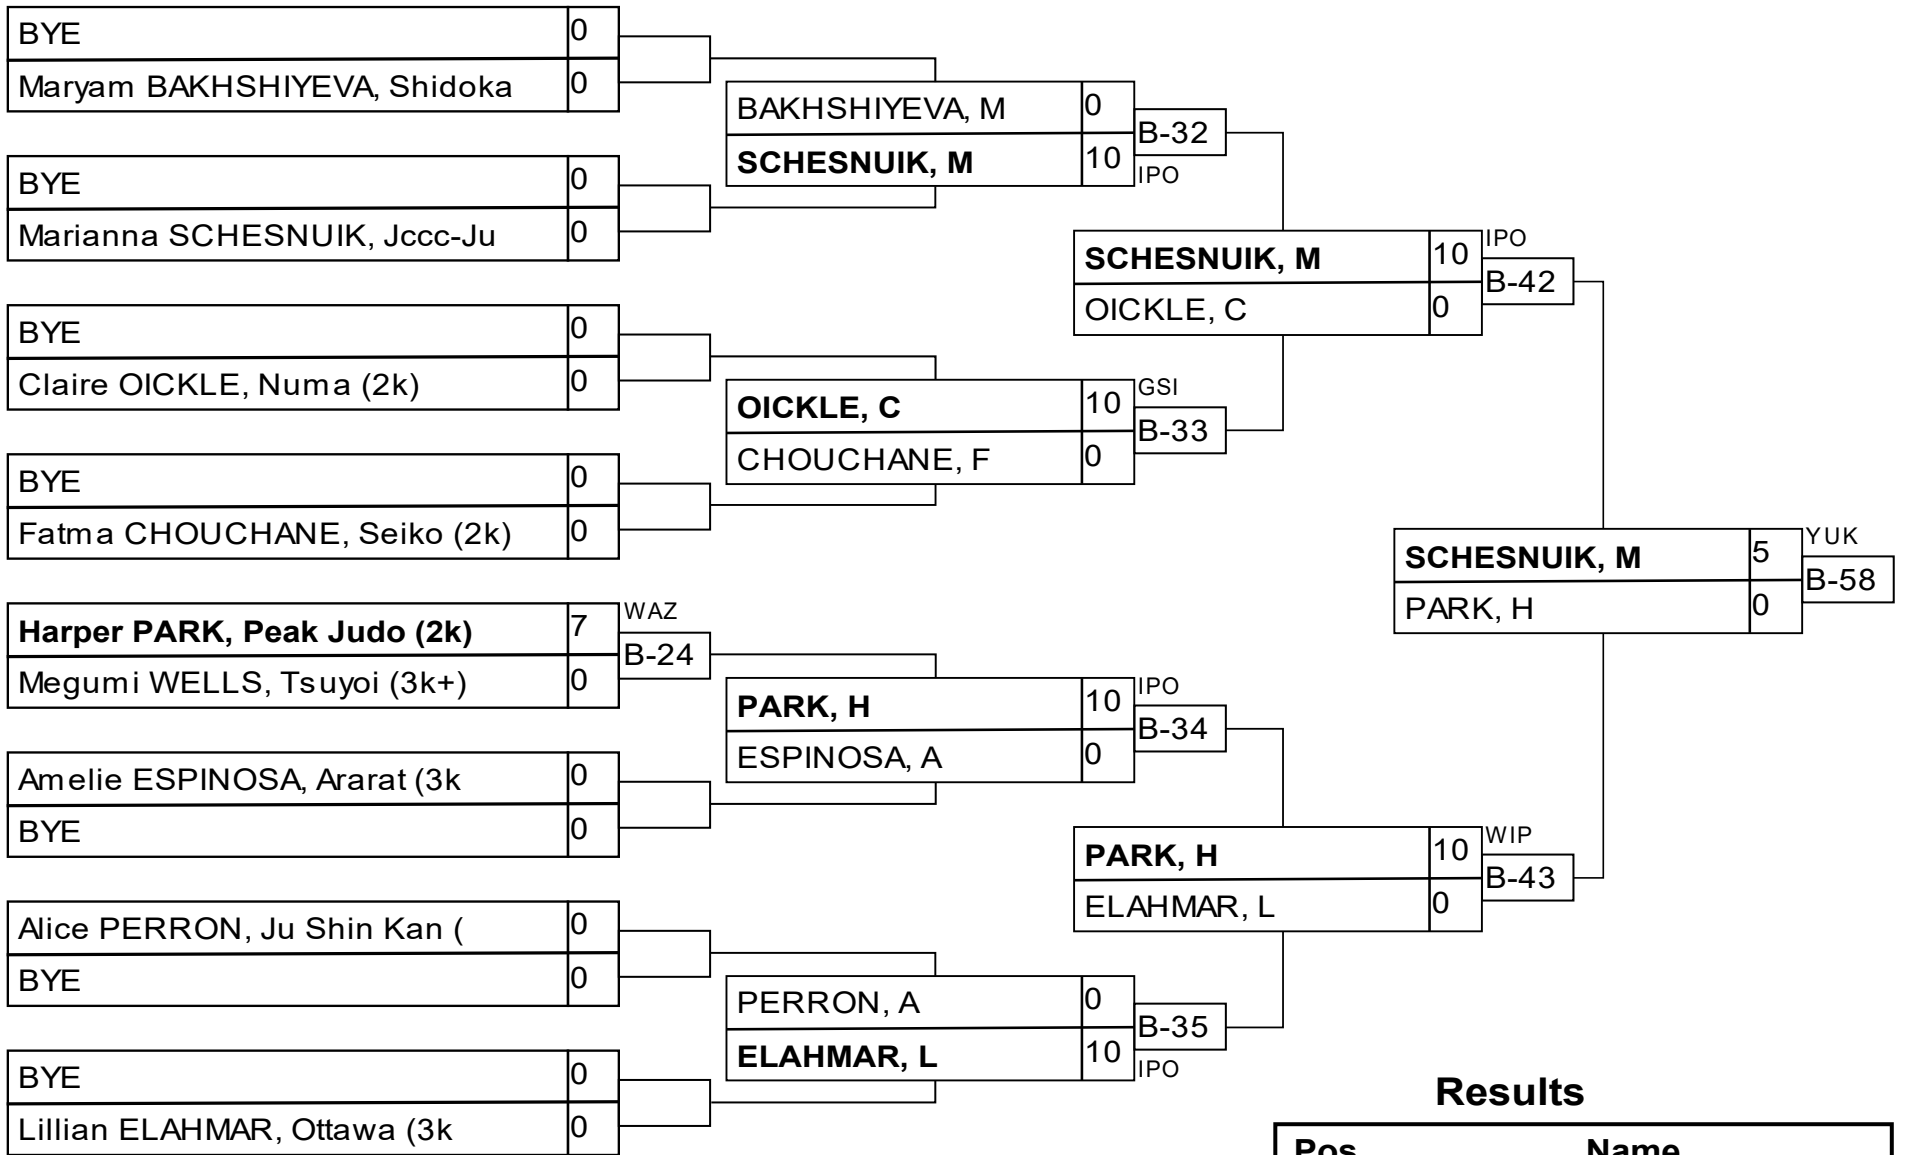 BYE 0
Maryam BAKHSHIYEVA, Shidoka 0
BYE 0
Marianna SCHESNUIK, Jccc-Ju 0
BYE 0
Claire OICKLE, Numa (2k) 0
BYE 0
Fatma CHOUCHANE, Seiko (2k) 0
Harper PARK, Peak Judo (2k) 7 WAZ
B-24
Megumi WELLS, Tsuyoi (3k+) 0
Amelie ESPINOSA, Ararat (3k 0
BYE 0
Alice PERRON, Ju Shin Kan ( 0
BYE 0
BYE 0
Lillian ELAHMAR, Ottawa (3k 0
BAKHSHIYEVA, M 0
B-32
SCHESNUIK, M 10 IPO
OICKLE, C 10 GSI
B-33
CHOUCHANE, F 0
PARK, H 10 IPO
B-34
ESPINOSA, A 0
PERRON, A 0
B-35
ELAHMAR, L 10 IPO
SCHESNUIK, M 10 IPO
B-42
OICKLE, C 0
PARK, H 10 WIP
B-43
ELAHMAR, L 0
SCHESNUIK, M 5 YUK
B-58
PARK, H 0
Results
Pos Name